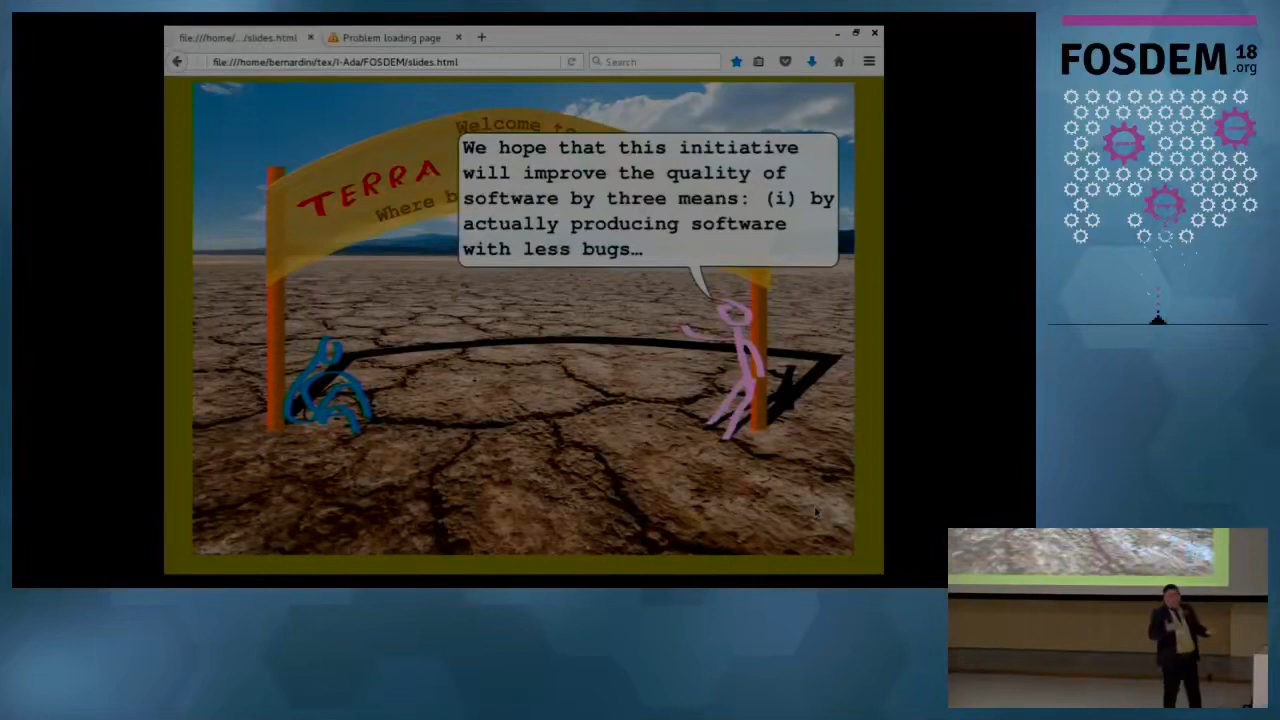 file:///home/.../slides.html
Problem loading page
file:///home/bernardini/tex/I-Ada/FOSDEM/slides.html
Search
Welcome to
TERRA
Where b
We hope that this initiative
will improve the quality of
software by three means: (i) by
actually producing software
with less bugs…
FOSDEM 18
.org